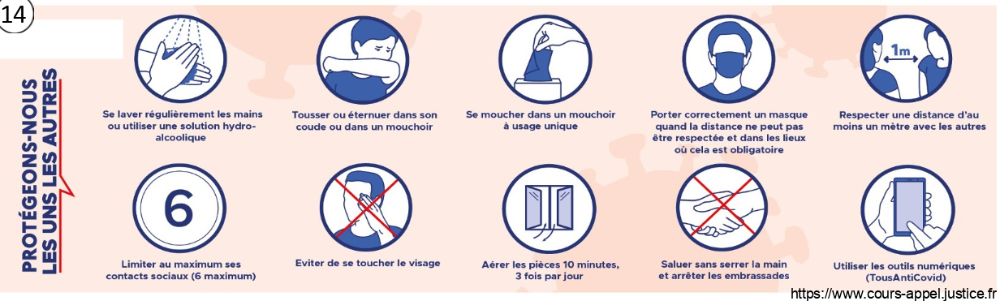 14
PROTÉGEONS-NOUS
LES UNS LES AUTRES
Se laver régulièrement les mains
ou utiliser une solution hydro-
alcoolique
Tousser ou éternuer dans son
coude ou dans un mouchoir
Se moucher dans un mouchoir
à usage unique
Porter correctement un masque
quand la distance ne peut pas
être respectée et dans les lieux
où cela est obligatoire
1m
Respecter une distance d'au
moins un mètre avec les autres
6
Limiter au maximum ses
contacts sociaux (6 maximum)
Eviter de se toucher le visage
Aérer les pièces 10 minutes,
3 fois par jour
Saluer sans serrer la main
et arrêter les embrassades
Utiliser les outils numériques
(TousAntiCovid)
https://www.cours-appel.justice.fr